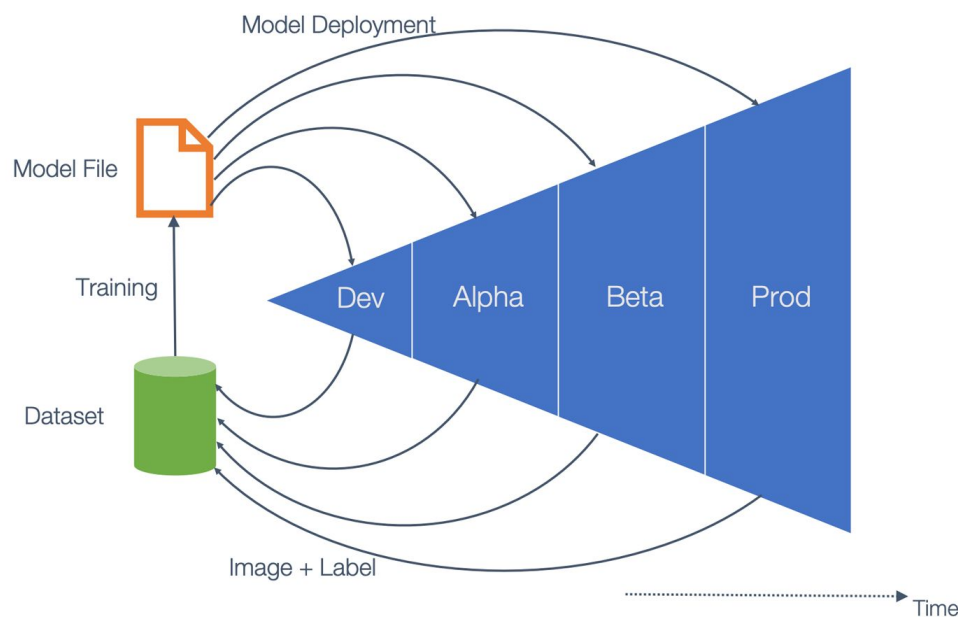 Model Deployment
Model File
Training
Dev
Alpha
Beta
Prod
Dataset
Image + Label
Time